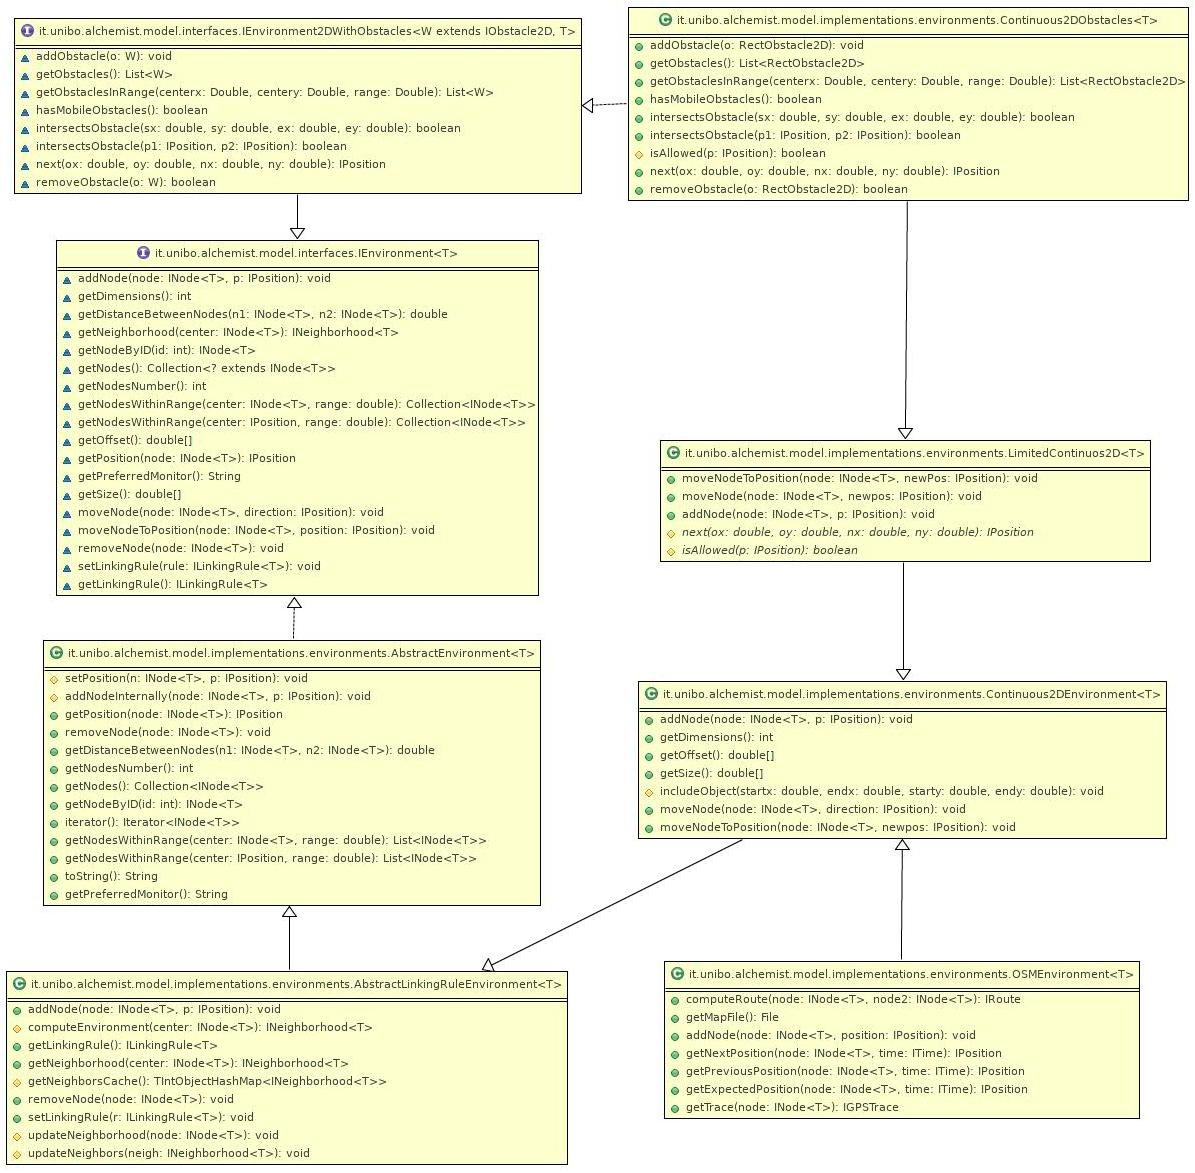 it.unibo.alchemist.model.interfaces.IEnvironment2DWithObstacles<W extends IObstacle2D, T>
addObstacle(o: W): void
getObstacles(): List<W>
getObstaclesInRange(centerx: Double, centery: Double, range: Double): List<W>
hasMobileObstacles(): boolean
intersectsObstacle(sx: double, sy: double, ex: double, ey: double): boolean
intersectsObstacle(p1: IPosition, p2: IPosition): boolean
next(ox: double, oy: double, nx: double, ny: double): IPosition
removeObstacle(o: W): boolean
it.unibo.alchemist.model.implementations.environments.Continuous2DObstacles<T>
addObstacle(o: RectObstacle2D): void
getObstacles(): List<RectObstacle2D>
getObstaclesInRange(centerx: Double, centery: Double, range: Double): List<RectObstacle2D>
hasMobileObstacles(): boolean
intersectsObstacle(sx: double, sy: double, ex: double, ey: double): boolean
intersectsObstacle(p1: IPosition, p2: IPosition): boolean
isAllowed(p: IPosition): boolean
next(ox: double, oy: double, nx: double, ny: double): IPosition
removeObstacle(o: RectObstacle2D): boolean
it.unibo.alchemist.model.interfaces.IEnvironment<T>
addNode(node: INode<T>, p: IPosition): void
getDimensions(): int
getDistanceBetweenNodes(n1: INode<T>, n2: INode<T>): double
getNeighborhood(center: INode<T>): INeighborhood<T>
getNodeByID(id: int): INode<T>
getNodes(): Collection<? extends INode<T>>
getNodesNumber(): int
getNodesWithinRange(center: INode<T>, range: double): Collection<INode<T>>
getNodesWithinRange(center: IPosition, range: double): Collection<INode<T>>
getOffset(): double[]
getPosition(node: INode<T>): IPosition
getPreferredMonitor(): String
getSize(): double[]
moveNode(node: INode<T>, direction: IPosition): void
moveNodeToPosition(node: INode<T>, position: IPosition): void
removeNode(node: INode<T>): void
setLinkingRule(rule: ILinkingRule<T>): void
getLinkingRule(): ILinkingRule<T>
it.unibo.alchemist.model.implementations.environments.LimitedContinuos2D<T>
moveNodeToPosition(node: INode<T>, newPos: IPosition): void
moveNode(node: INode<T>, newpos: IPosition): void
addNode(node: INode<T>, p: IPosition): void
next(ox: double, oy: double, nx: double, ny: double): IPosition
isAllowed(p: IPosition): boolean
it.unibo.alchemist.model.implementations.environments.AbstractEnvironment<T>
setPosition(n: INode<T>, p: IPosition): void
addNodeInternally(node: INode<T>, p: IPosition): void
getPosition(node: INode<T>): IPosition
removeNode(node: INode<T>): void
getDistanceBetweenNodes(n1: INode<T>, n2: INode<T>): double
getNodesNumber(): int
getNodes(): Collection<INode<T>>
getNodeByID(id: int): INode<T>
iterator(): Iterator<INode<T>>
getNodesWithinRange(center: INode<T>, range: double): List<INode<T>>
getNodesWithinRange(center: IPosition, range: double): List<INode<T>>
toString(): String
getPreferredMonitor(): String
it.unibo.alchemist.model.implementations.environments.Continuous2DEnvironment<T>
addNode(node: INode<T>, p: IPosition): void
getDimensions(): int
getOffset(): double[]
getSize(): double[]
includeObject(startx: double, endx: double, starty: double, endy: double): void
moveNode(node: INode<T>, direction: IPosition): void
moveNodeToPosition(node: INode<T>, newpos: IPosition): void
it.unibo.alchemist.model.implementations.environments.AbstractLinkingRuleEnvironment<T>
addNode(node: INode<T>, p: IPosition): void
computeEnvironment(center: INode<T>): INeighborhood<T>
getLinkingRule(): ILinkingRule<T>
getNeighborhood(center: INode<T>): INeighborhood<T>
getNeighborsCache(): TIntObjectHashMap<INeighborhood<T>>
removeNode(node: INode<T>): void
setLinkingRule(r: ILinkingRule<T>): void
updateNeighborhood(node: INode<T>): void
updateNeighbors(neigh: INeighborhood<T>): void
it.unibo.alchemist.model.implementations.environments.OSMEnvironment<T>
computeRoute(node: INode<T>, node2: INode<T>): IRoute
getMapFile(): File
addNode(node: INode<T>, position: IPosition): void
getNextPosition(node: INode<T>, time: ITime): IPosition
getPreviousPosition(node: INode<T>, time: ITime): IPosition
getExpectedPosition(node: INode<T>, time: ITime): IPosition
getTrace(node: INode<T>): IGPSTrace